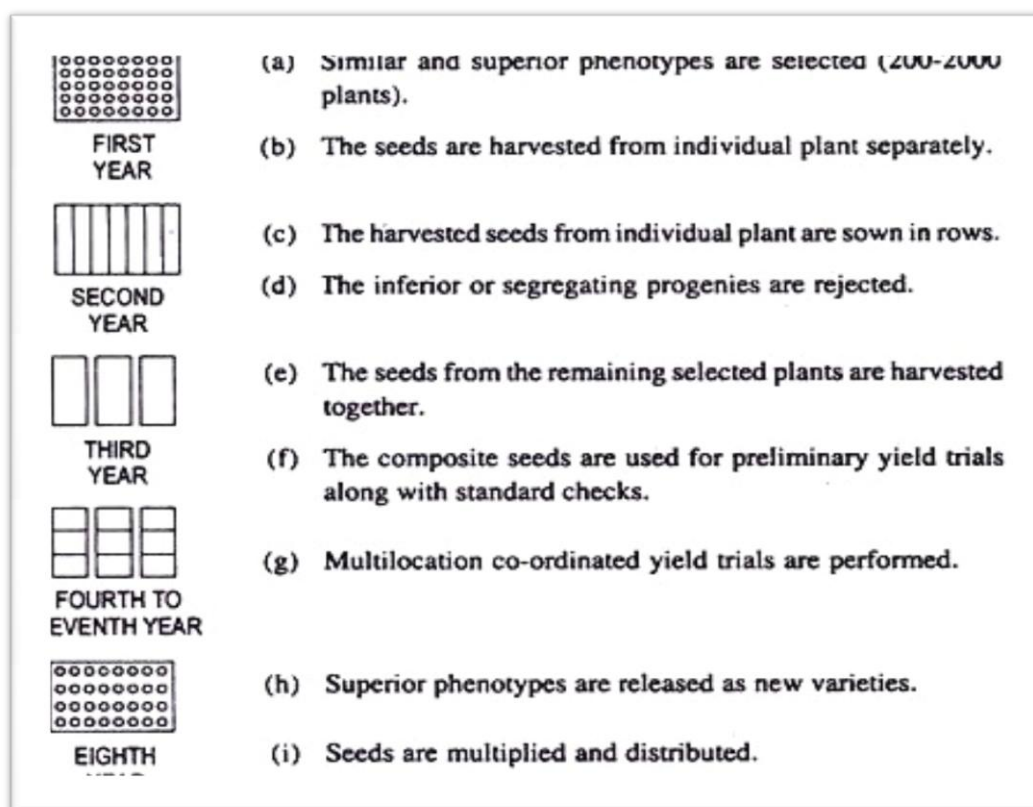 (a) Similar and superior phenotypes are selected (200-2000
plants).
FIRST
YEAR
(b) The seeds are harvested from individual plant separately.
(c) The harvested seeds from individual plant are sown in rows.
SECOND
YEAR
(d) The inferior or segregating progenies are rejected.
(e) The seeds from the remaining selected plants are harvested
together.
THIRD
YEAR
(f) The composite seeds are used for preliminary yield trials
along with standard checks.
(g) Multilocation co-ordinated yield trials are performed.
FOURTH TO
EVENTH YEAR
(h) Superior phenotypes are released as new varieties.
EIGHTH
(i) Seeds are multiplied and distributed.